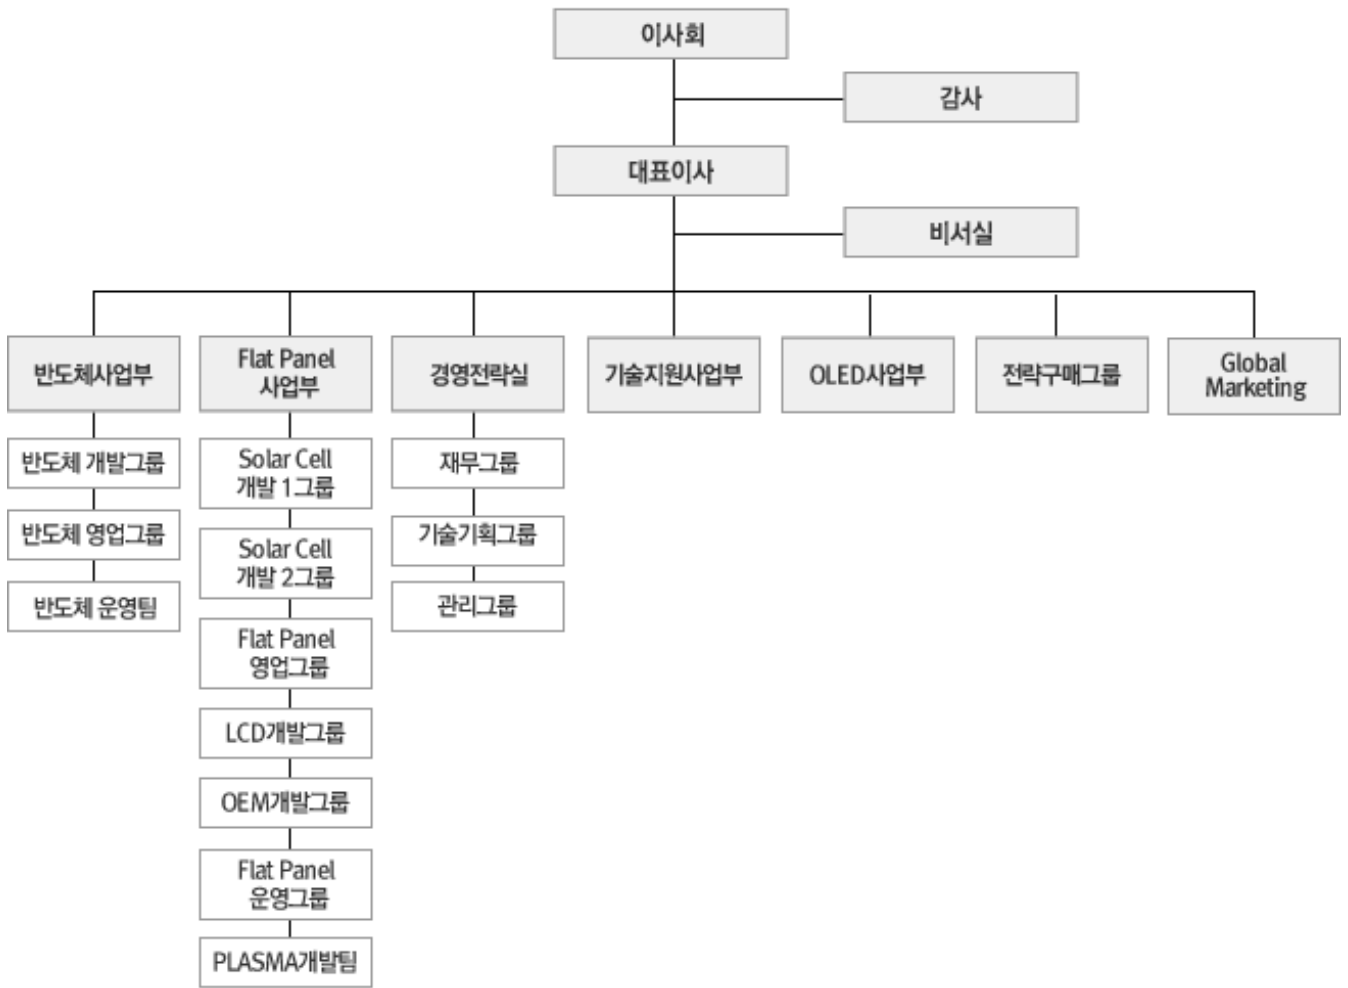 이사회
감사
대표이사
비서실
반도체사업부
Flat Panel
사업부
경영전략실
기술지원사업부
OLED사업부
전략구매그룹
Global
Marketing
반도체 개발그룹
반도체 영업그룹
반도체 운영팀
Solar Cell
개발 1그룹
Solar Cell
개발 2그룹
Flat Panel
영업그룹
LCD개발그룹
OEM개발그룹
Flat Panel
운영그룹
PLASMA개발팀
재무그룹
기술기획그룹
관리그룹